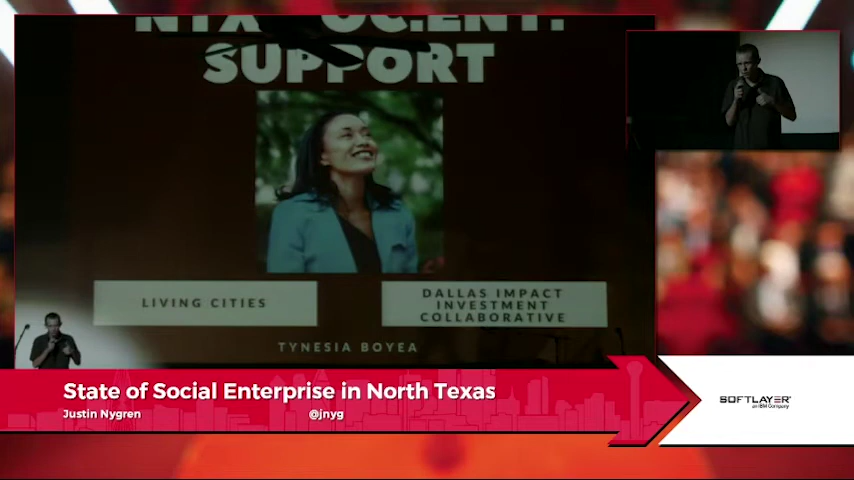 SUPPORT
LIVING CITIES
DALLAS IMPACT
INVESTMENT
COLLABORATIVE
TYNESIA BOYEA
State of Social Enterprise in North Texas
Justin Nygren
@jnyg
SOFTLAYER
an IBM Company